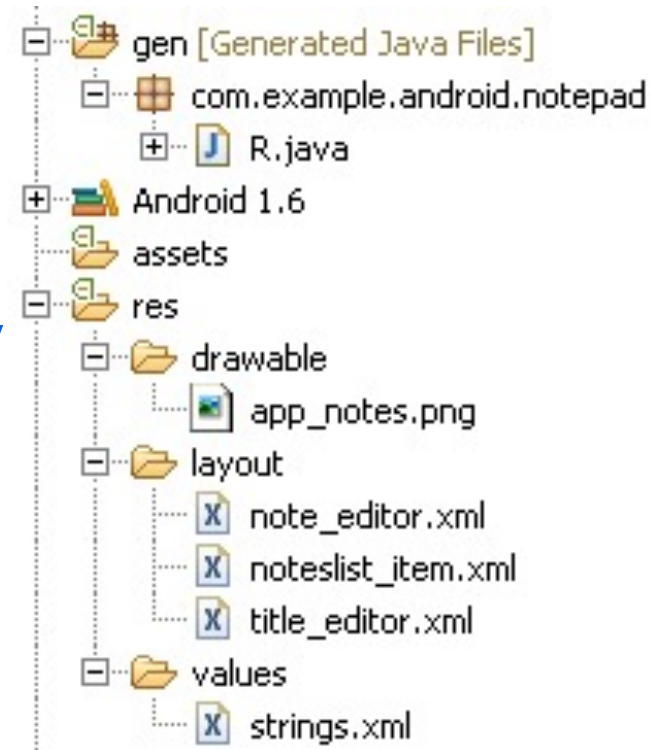 gen [Generated Java Files]
com.example.android.notepad
R.java
Android 1.6
assets
res
drawable
app_notes.png
layout
note_editor.xml
noteslist_item.xml
title_editor.xml
values
strings.xml